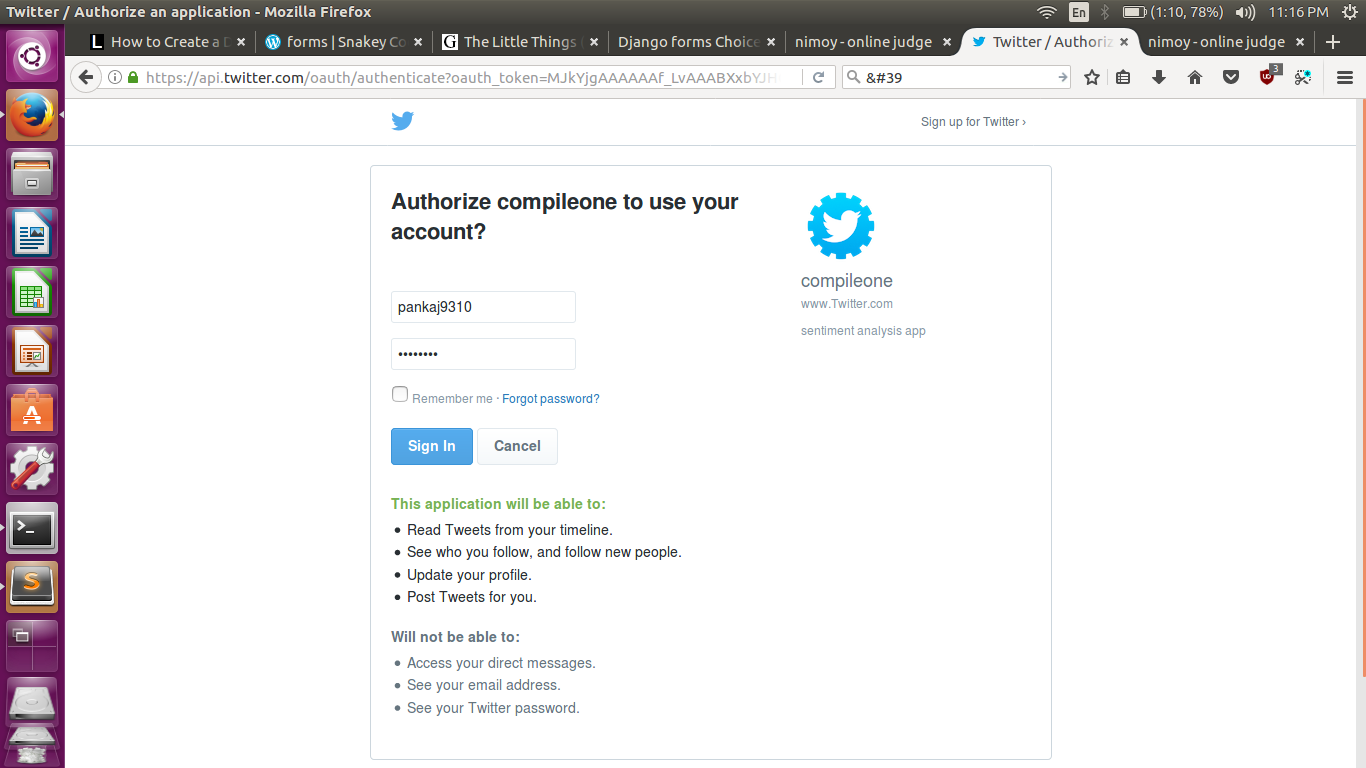 Twitter / Authorize an application - Mozilla Firefox
En
(1:10, 78%)
11:16 PM
How to Create a D
forms | Snakey Co
The Little Things (
Django forms Choice
nimoy - online judge
Twitter / Authoriz
nimoy - online judge
https://api.twitter.com/oauth/authenticate?oauth_token=MJkYjgAAAAAAf_LvAAABXxbYJH
&#39
3
Sign up for Twitter ›
Authorize compileone to use your
account?
pankaj9310
••••••••
Remember me · Forgot password?
Sign In
Cancel
compileone
www.Twitter.com
sentiment analysis app
This application will be able to:
• Read Tweets from your timeline.
• See who you follow, and follow new people.
• Update your profile.
• Post Tweets for you.
Will not be able to:
• Access your direct messages.
• See your email address.
• See your Twitter password.